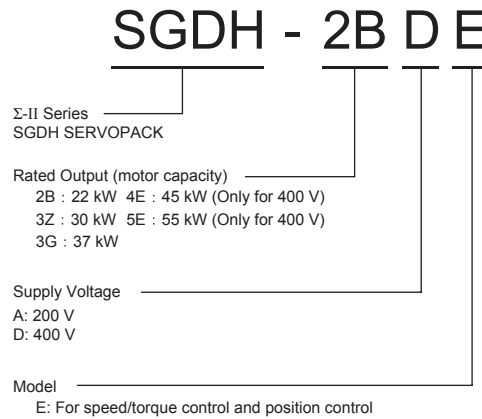 SGDH - 2B D E
Σ-II Series
SGDH SERVOPACK
Rated Output (motor capacity)
2B : 22 kW 4E : 45 kW (Only for 400 V)
3Z : 30 kW 5E : 55 kW (Only for 400 V)
3G : 37 kW
Supply Voltage
A: 200 V
D: 400 V
Model
E: For speed/torque control and position control